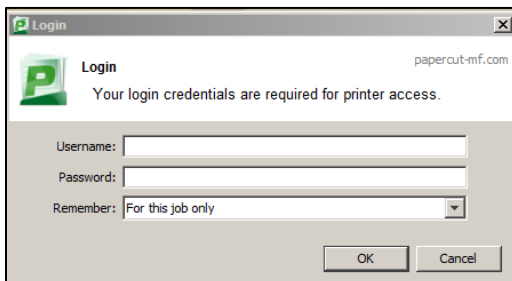 Login
Login
papercut-mf.com
Your login credentials are required for printer access.
Username:
Password:
Remember: For this job only
OK Cancel